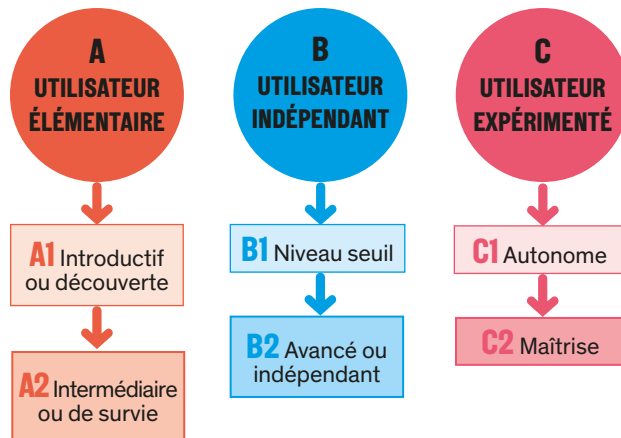 A
UTILISATEUR
ÉLÉMENTAIRE
A1 Introductif
ou découverte
A2 Intermédiaire
ou de survie
B
UTILISATEUR
INDÉPENDANT
B1 Niveau seuil
B2 Avancé ou
indépendant
C
UTILISATEUR
EXPÉRIMENTÉ
C1 Autonome
C2 Maîtrise